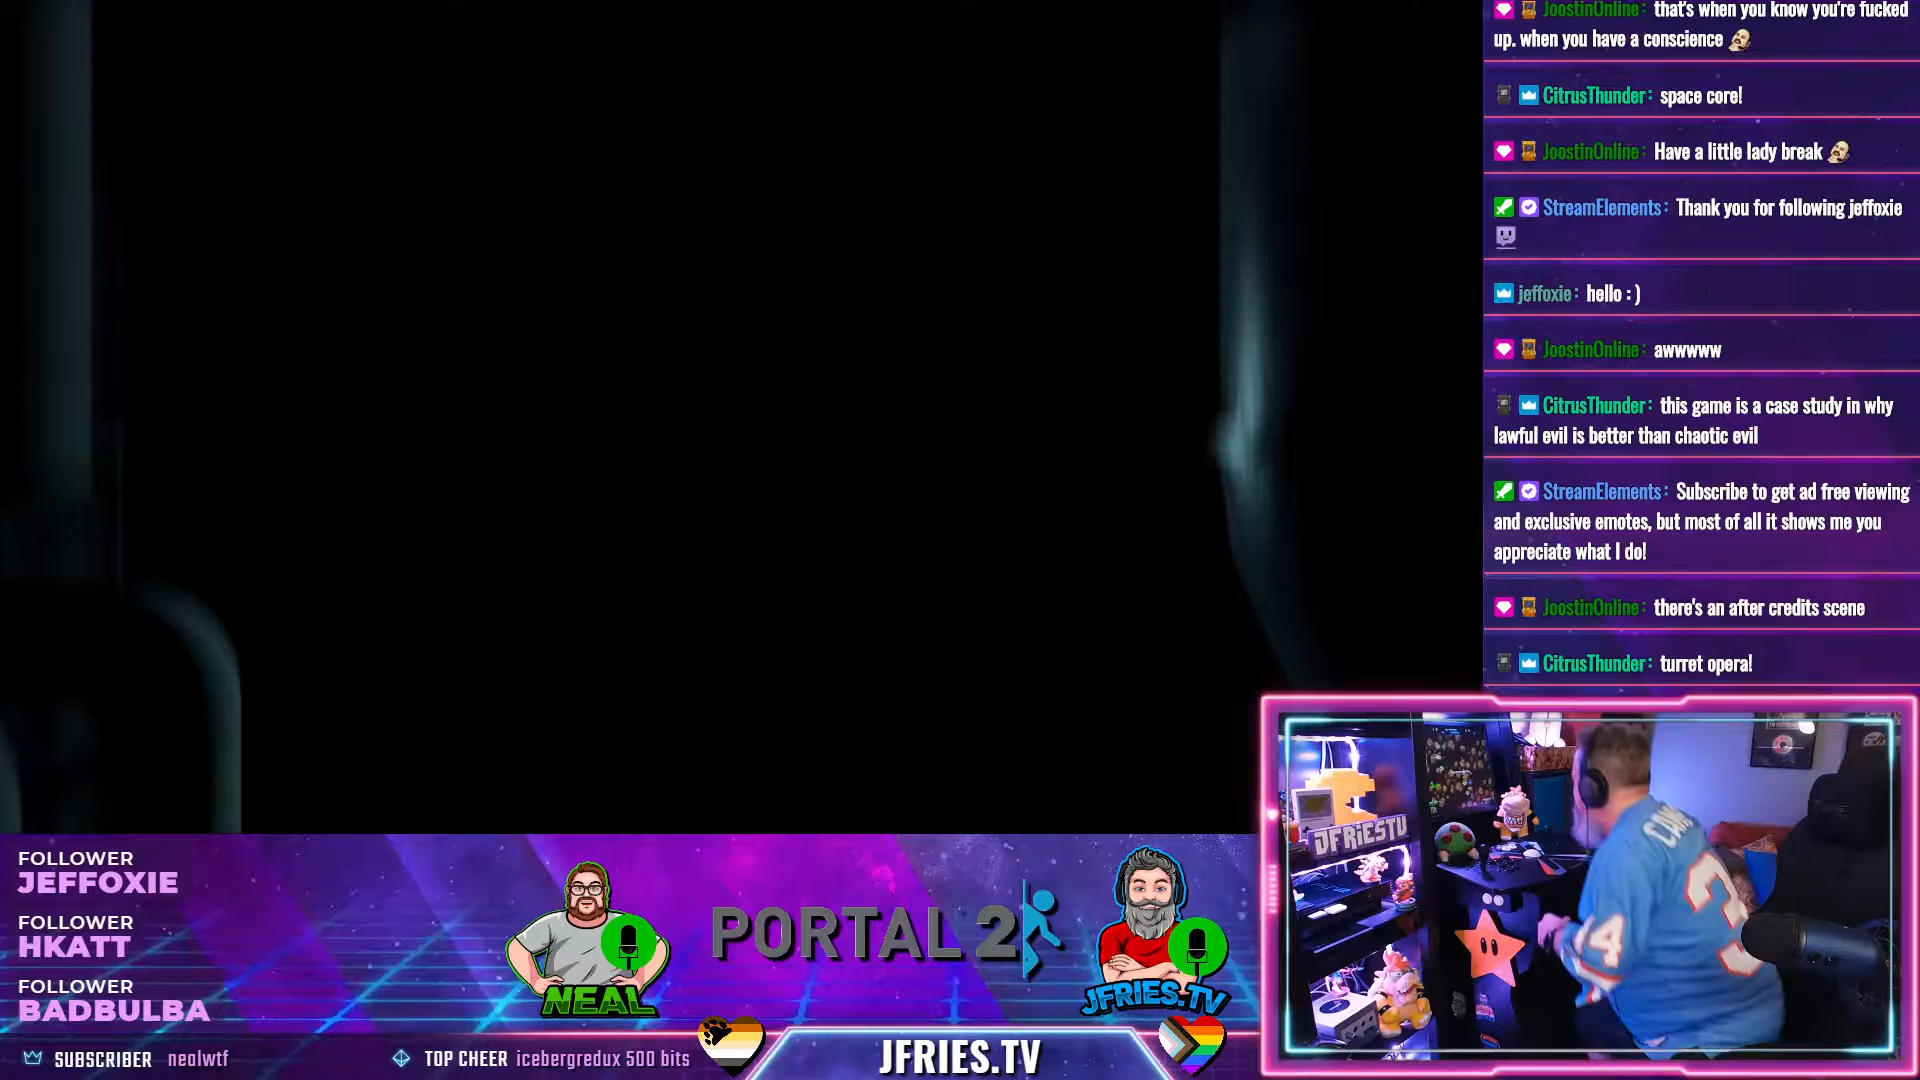 JoostinOnline: that's when you know you're fucked
up. when you have a conscience
CitrusThunder: space core!
JoostinOnline: Have a little lady break
StreamElements: Thank you for following jeffoxie
jeffoxie: hello : )
JoostinOnline: awwwww
CitrusThunder: this game is a case study in why
lawful evil is better than chaotic evil
StreamElements: Subscribe to get ad free viewing
and exclusive emotes, but most of all it shows me you
appreciate what I do!
JoostinOnline: there's an after credits scene
CitrusThunder: turret opera!
JFRIESTV
34
FOLLOWER
JEFFOXIE
FOLLOWER
HKATT
FOLLOWER
BADBULBA
NEAL
PORTAL 2
JFRIES.TV
SUBSCRIBER nealwtf
TOP CHEER icebergredux 500 bits
JFRIES.TV